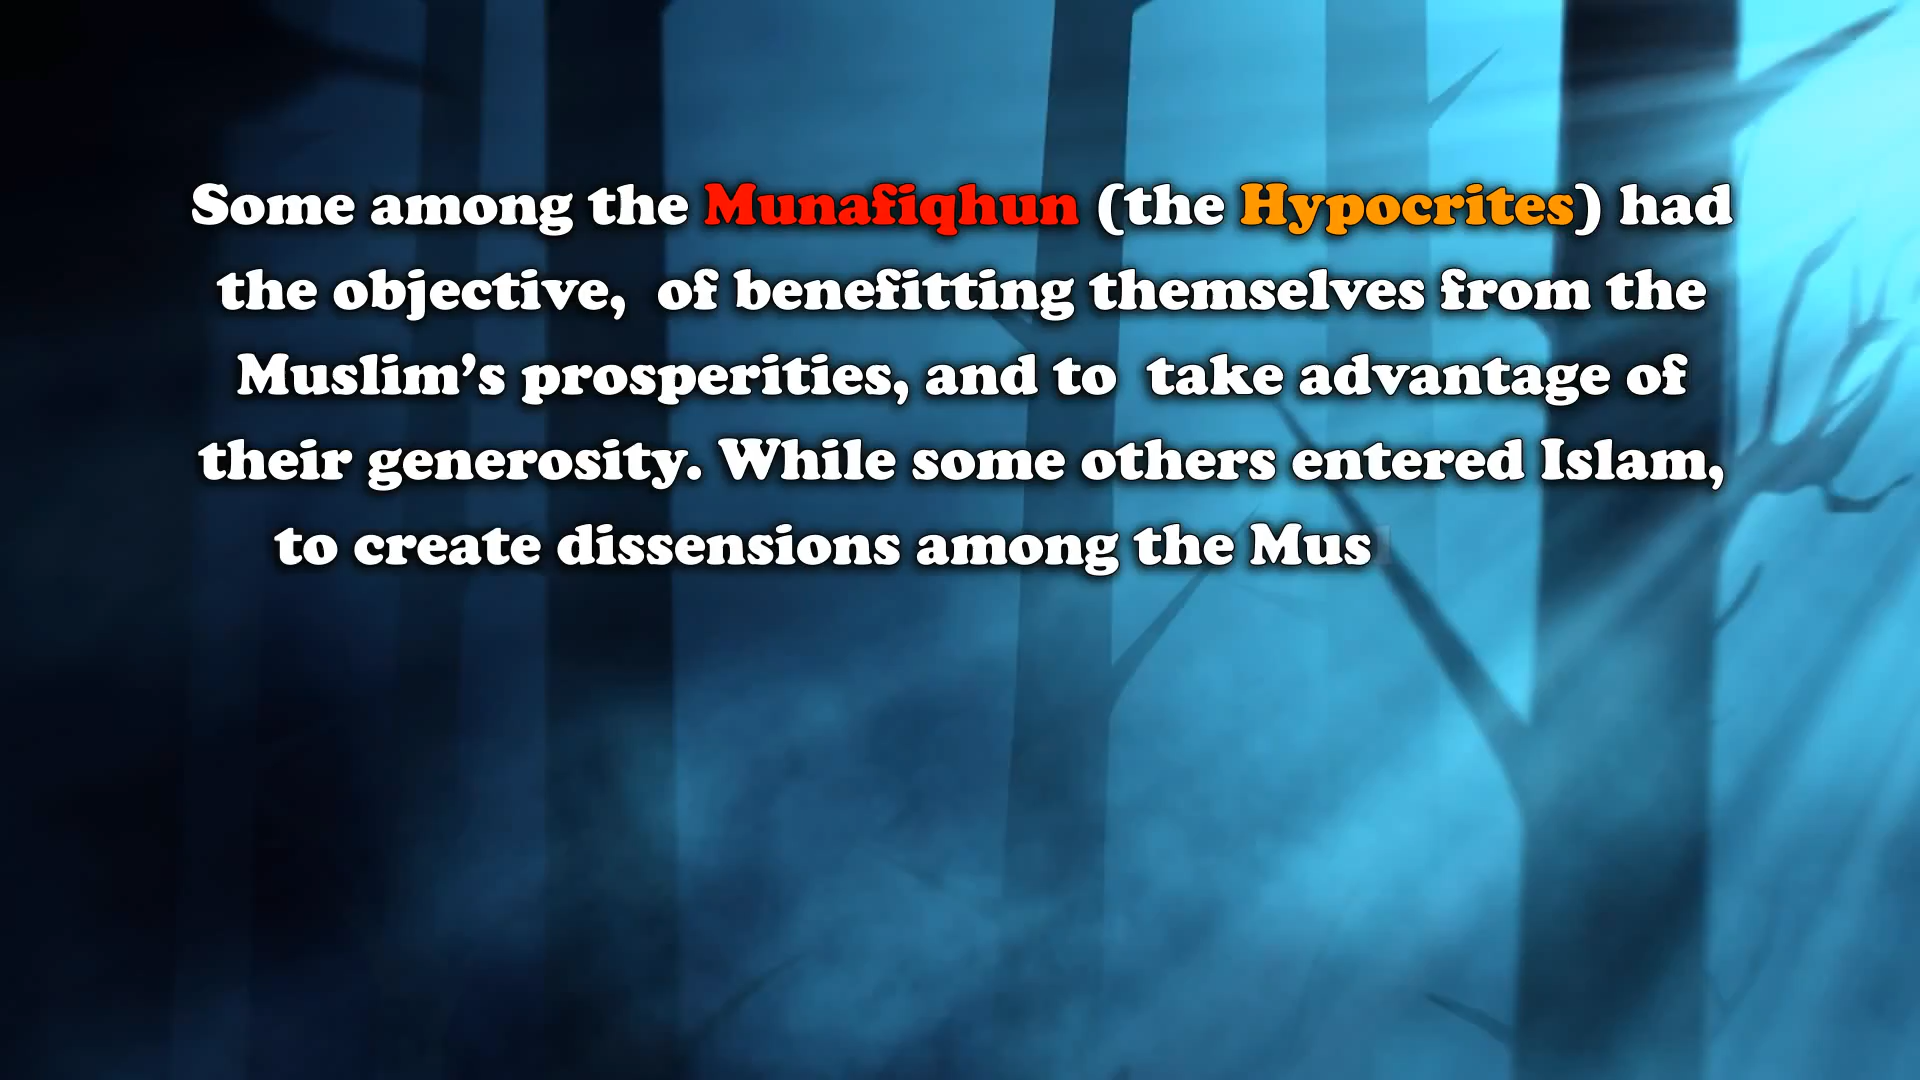 Some among the Munafiqhun (the Hypocrites) had
the objective,  of benefitting themselves from the
Muslim’s prosperities, and to  take advantage of
their generosity. While some others entered Islam,
to create dissensions among the Musl